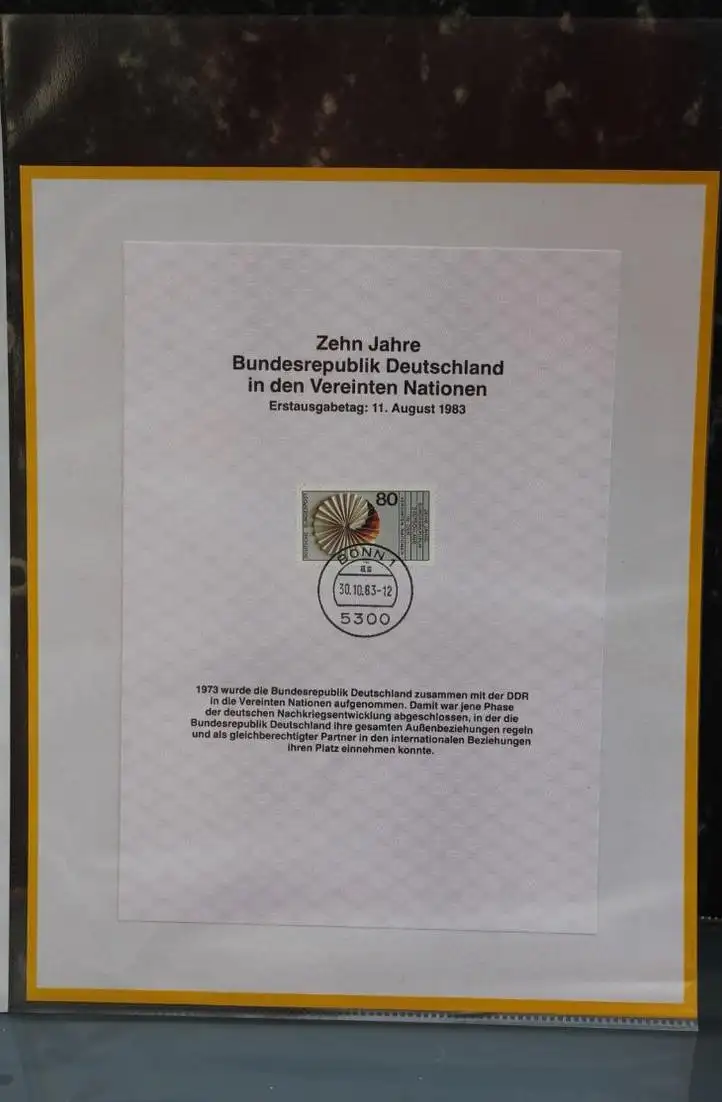 Zehn Jahre
Bundesrepublik Deutschland
in den Vereinten Nationen
Erstausgabetag: 11. August 1983
80
DEUTSCHE BUNDESPOST
BONN 1
as
30.10.83-12
5300
1973 wurde die Bundesrepublik Deutschland zusammen mit der DDR
in die Vereinten Nationen aufgenommen. Damit war jene Phase
der deutschen Nachkriegsentwicklung abgeschlossen, in der die
Bundesrepublik Deutschland ihre gesamten Außenbeziehungen regeln
und als gleichberechtigter Partner in den internationalen Beziehungen
ihren Platz einnehmen konnte.